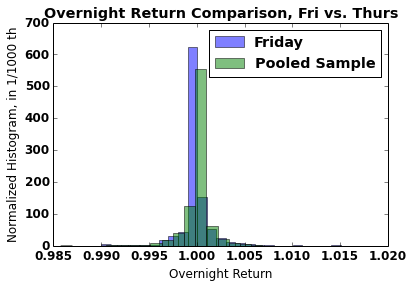 Overnight Return Comparison, Fri vs. Thurs
Normalized Histogram, in 1/1000 th
700
600
500
400
300
200
100
0
Friday
Pooled Sample
0.985 0.990 0.995 1.000 1.005 1.010 1.015 1.020
Overnight Return